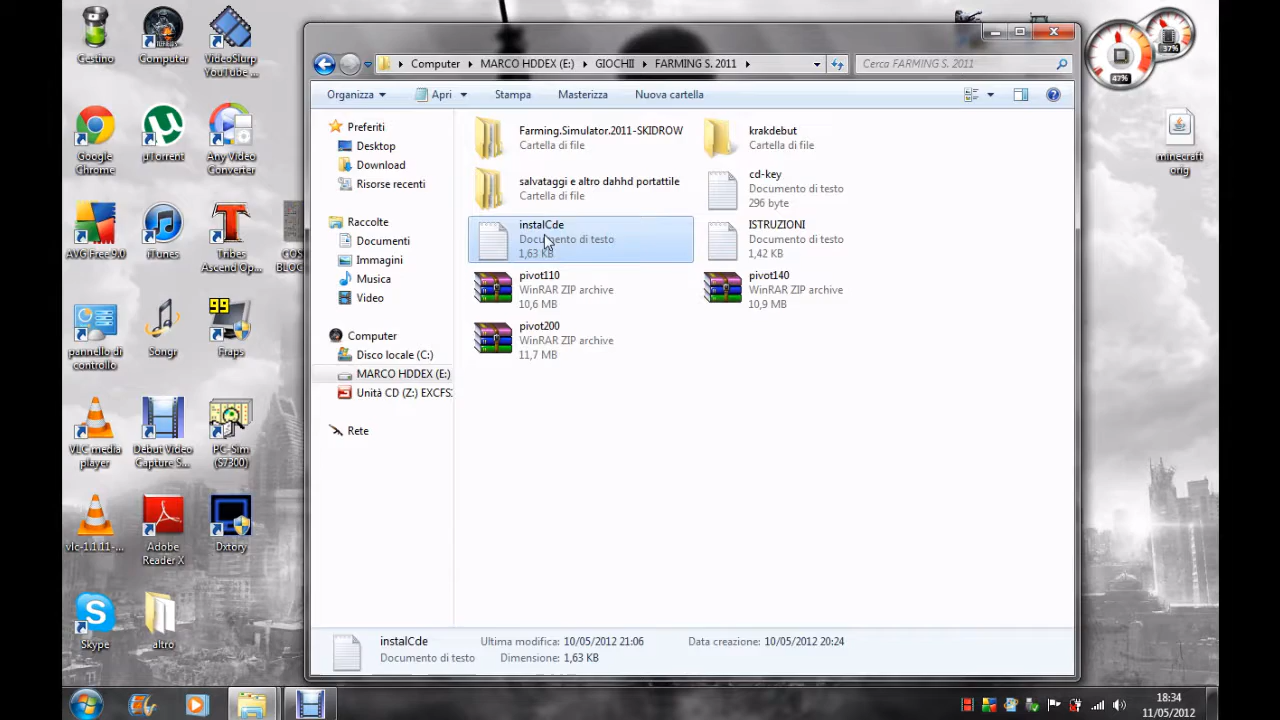 Gestino
Computer
VideoSlurp
YouTube ...
Google
Chrome
µTorrent
Any Video
Converter
AVG Free 9.0
iTunes
Tribes
Ascend Op...
COS
BLOC
pannello di
controllo
Songr
99
Fraps
VLC media
player
Debut Video
Capture S...
PC-Sim
(S7300)
vlc-1.1.11-...
Adobe
Reader X
Dxtory
Skype
altro
Computer
MARCO HDDEX (E:)
GIOCHII
FARMING S. 2011
Cerca FARMING S. 2011
Organizza
Apri
Stampa
Masterizza
Nuova cartella
Preferiti
Desktop
Download
Risorse recenti
Raccolte
Documenti
Immagini
Musica
Video
Computer
Disco locale (C:)
MARCO HDDEX (E:)
Unità CD (Z:) EXCFS
Rete
Farming.Simulator.2011-SKIDROW
Cartella di file
krakdebut
Cartella di file
salvataggi e altro dahhd portattile
Cartella di file
cd-key
Documento di testo
296 byte
instalCde
Documento di testo
1,63 KB
ISTRUZIONI
Documento di testo
1,42 KB
pivot110
WinRAR ZIP archive
10,6 MB
pivot140
WinRAR ZIP archive
10,9 MB
pivot200
WinRAR ZIP archive
11,7 MB
instalCde
Ultima modifica: 10/05/2012 21:06
Data creazione: 10/05/2012 20:24
Documento di testo
Dimensione: 1,63 KB
37%
47%
minecraft
orig
18:34
11/05/2012